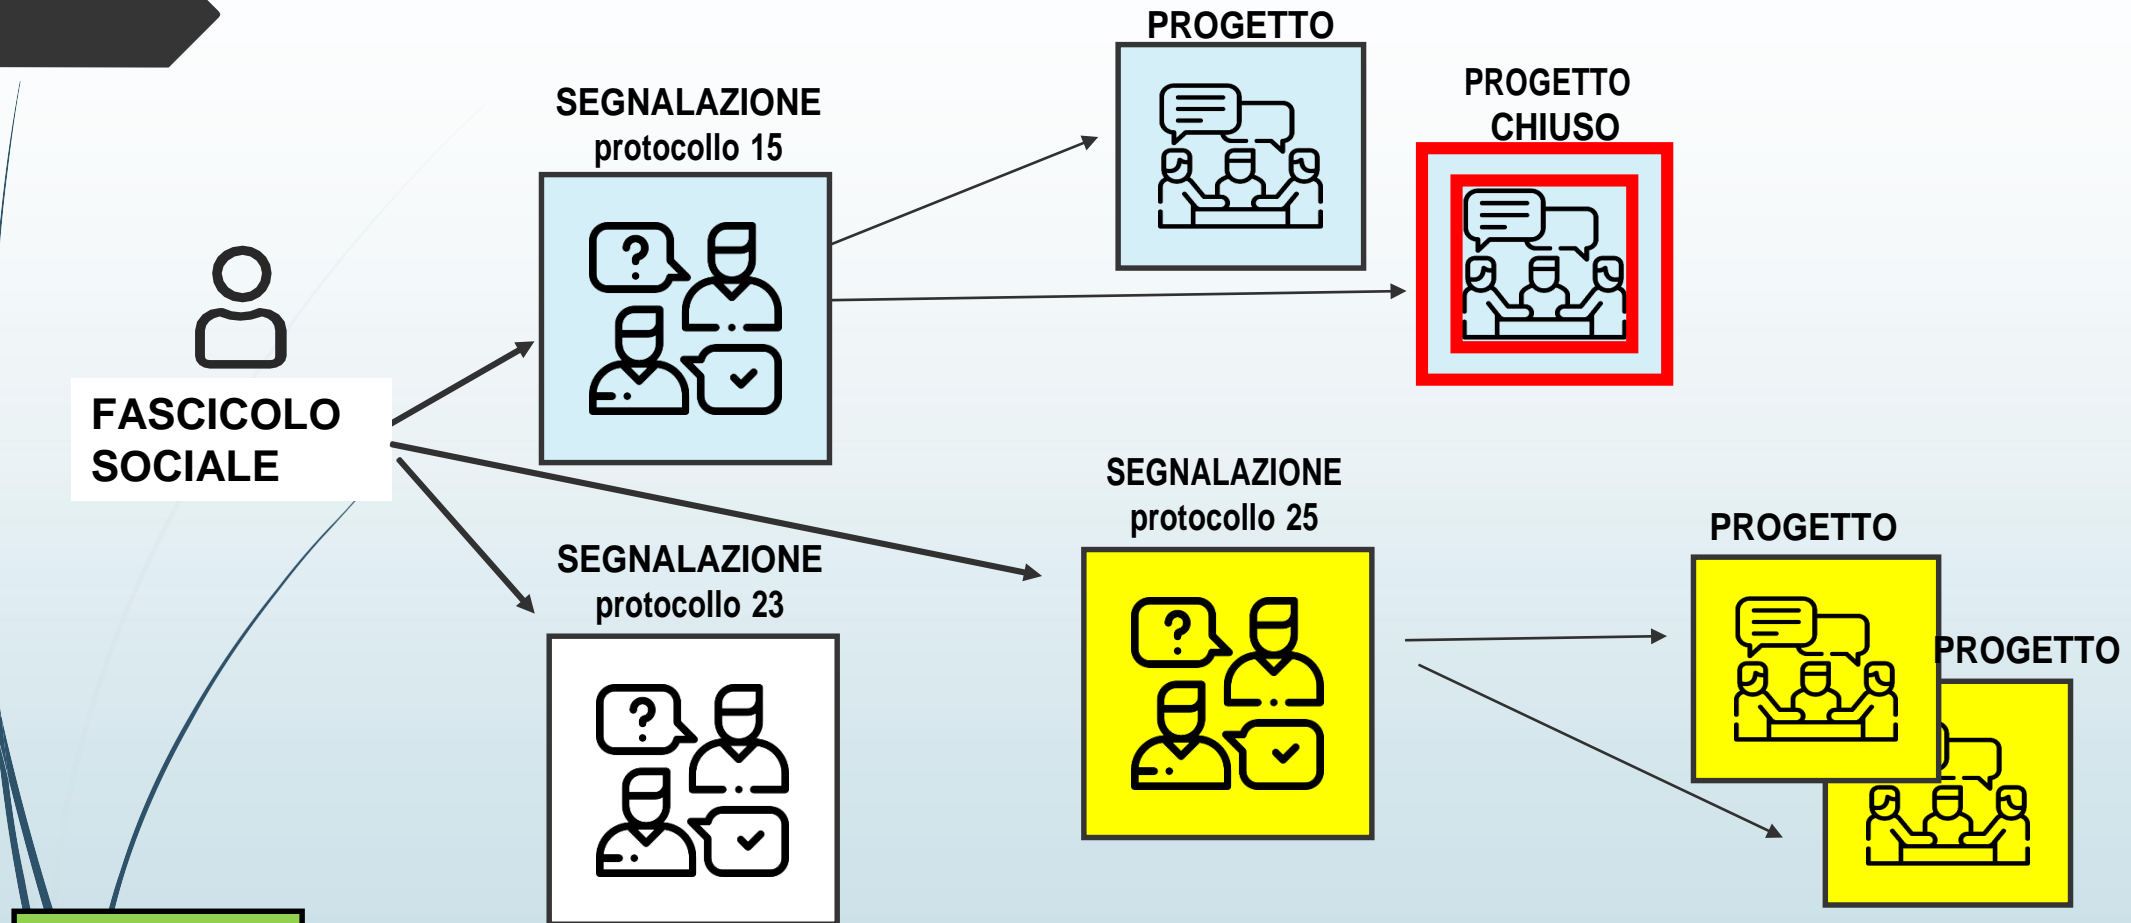 PROGETTO
PROGETTO
CHIUSO
SEGNALAZIONE
protocollo 15
FASCICOLO
SOCIALE
SEGNALAZIONE
protocollo 25
PROGETTO
SEGNALAZIONE
protocollo 23
PROGETTO
?
?
?